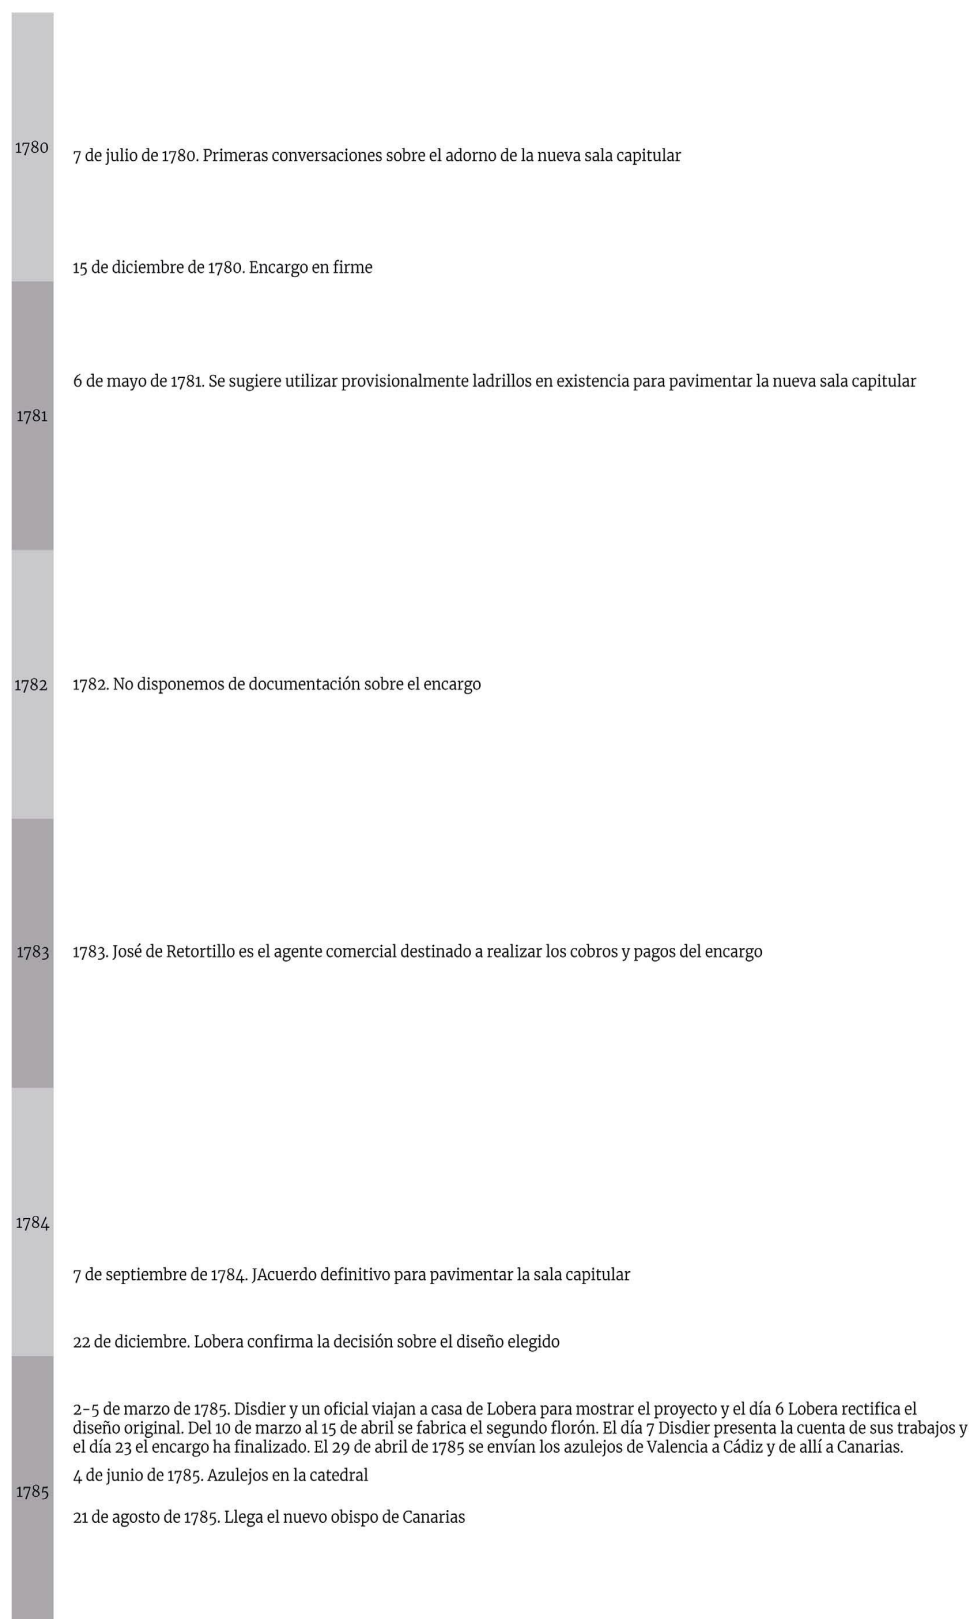 1780
7 de julio de 1780. Primeras conversaciones sobre el adorno de la nueva sala capitular
15 de diciembre de 1780. Encargo en firme
6 de mayo de 1781. Se sugiere utilizar provisionalmente ladrillos en existencia para pavimentar la nueva sala capitular
1781
1782
1782. No disponemos de documentación sobre el encargo
1783
1783. José de Retortillo es el agente comercial destinado a realizar los cobros y pagos del encargo
1784
7 de septiembre de 1784. JAcuerdo definitivo para pavimentar la sala capitular
22 de diciembre. Lobera confirma la decisión sobre el diseño elegido
2-5 de marzo de 1785. Disdier y un oficial viajan a casa de Lobera para mostrar el proyecto y el día 6 Lobera rectifica el
diseño original. Del 10 de marzo al 15 de abril se fabrica el segundo florón. El día 7 Disdier presenta la cuenta de sus trabajos y
el día 23 el encargo ha finalizado. El 29 de abril de 1785 se envían los azulejos de Valencia a Cádiz y de allí a Canarias.
4 de junio de 1785. Azulejos en la catedral
1785
21 de agosto de 1785. Llega el nuevo obispo de Canarias